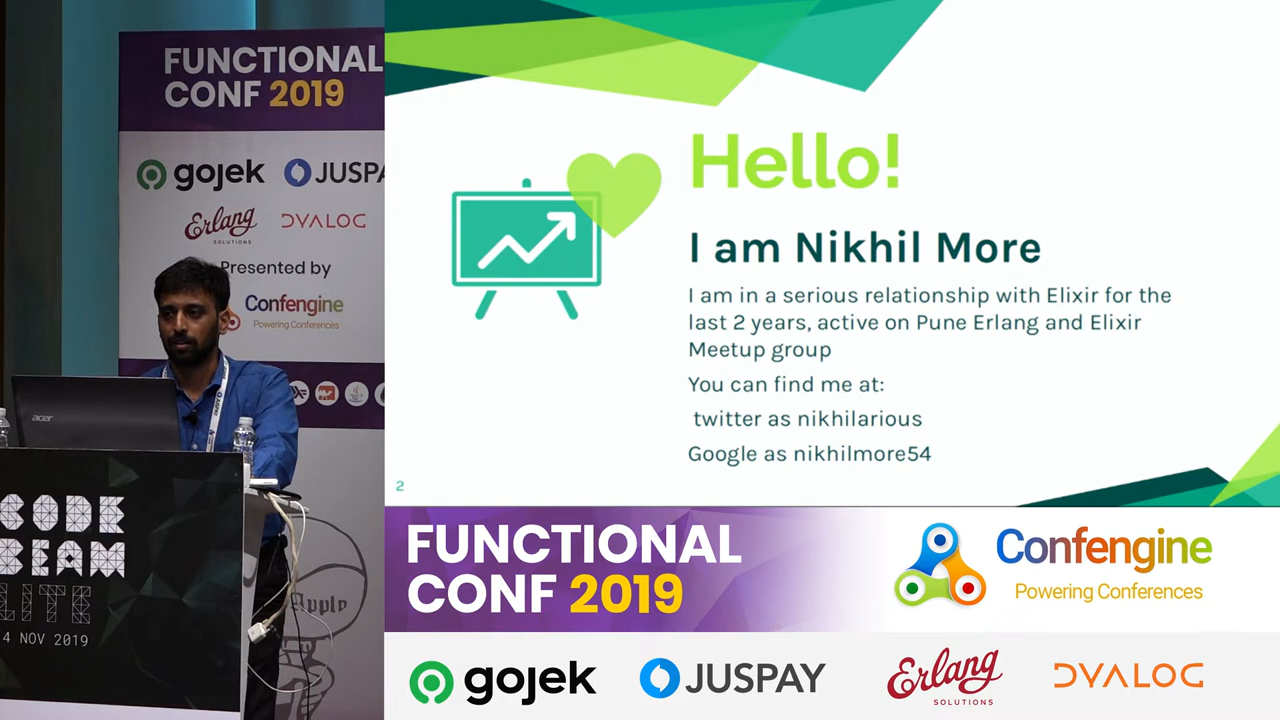 FUNCTIONAL
CONF 2019
gojek
JUSPA
Erlang
SOLUTIONS
DYALOG
Presented by
Confengine
Powering Conferences
acer
CODE
BEAM
LITE
4 NOV 2019
Apply
Hello!
I am Nikhil More
I am in a serious relationship with Elixir for the
last 2 years, active on Pune Erlang and Elixir
Meetup group
You can find me at:
twitter as nikhilarious
Google as nikhilmore54
2
FUNCTIONAL
CONF 2019
Confengine
Powering Conferences
gojek
JUSPAY
Erlang
SOLUTIONS
DYALOG